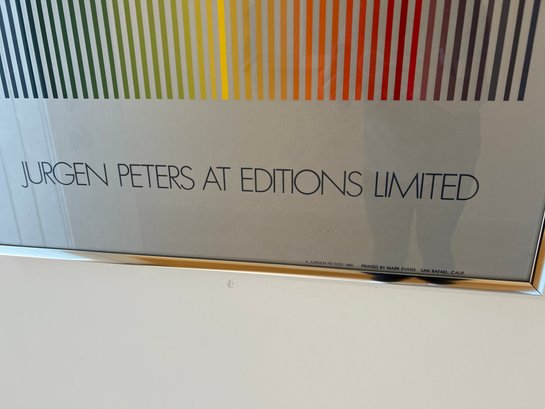 JURGEN PETERS AT EDITIONS LIMITED
© JURGEN PETERS, 1981 PRINTED BY MARK EVANS SAN RAFAEL, CALIF.